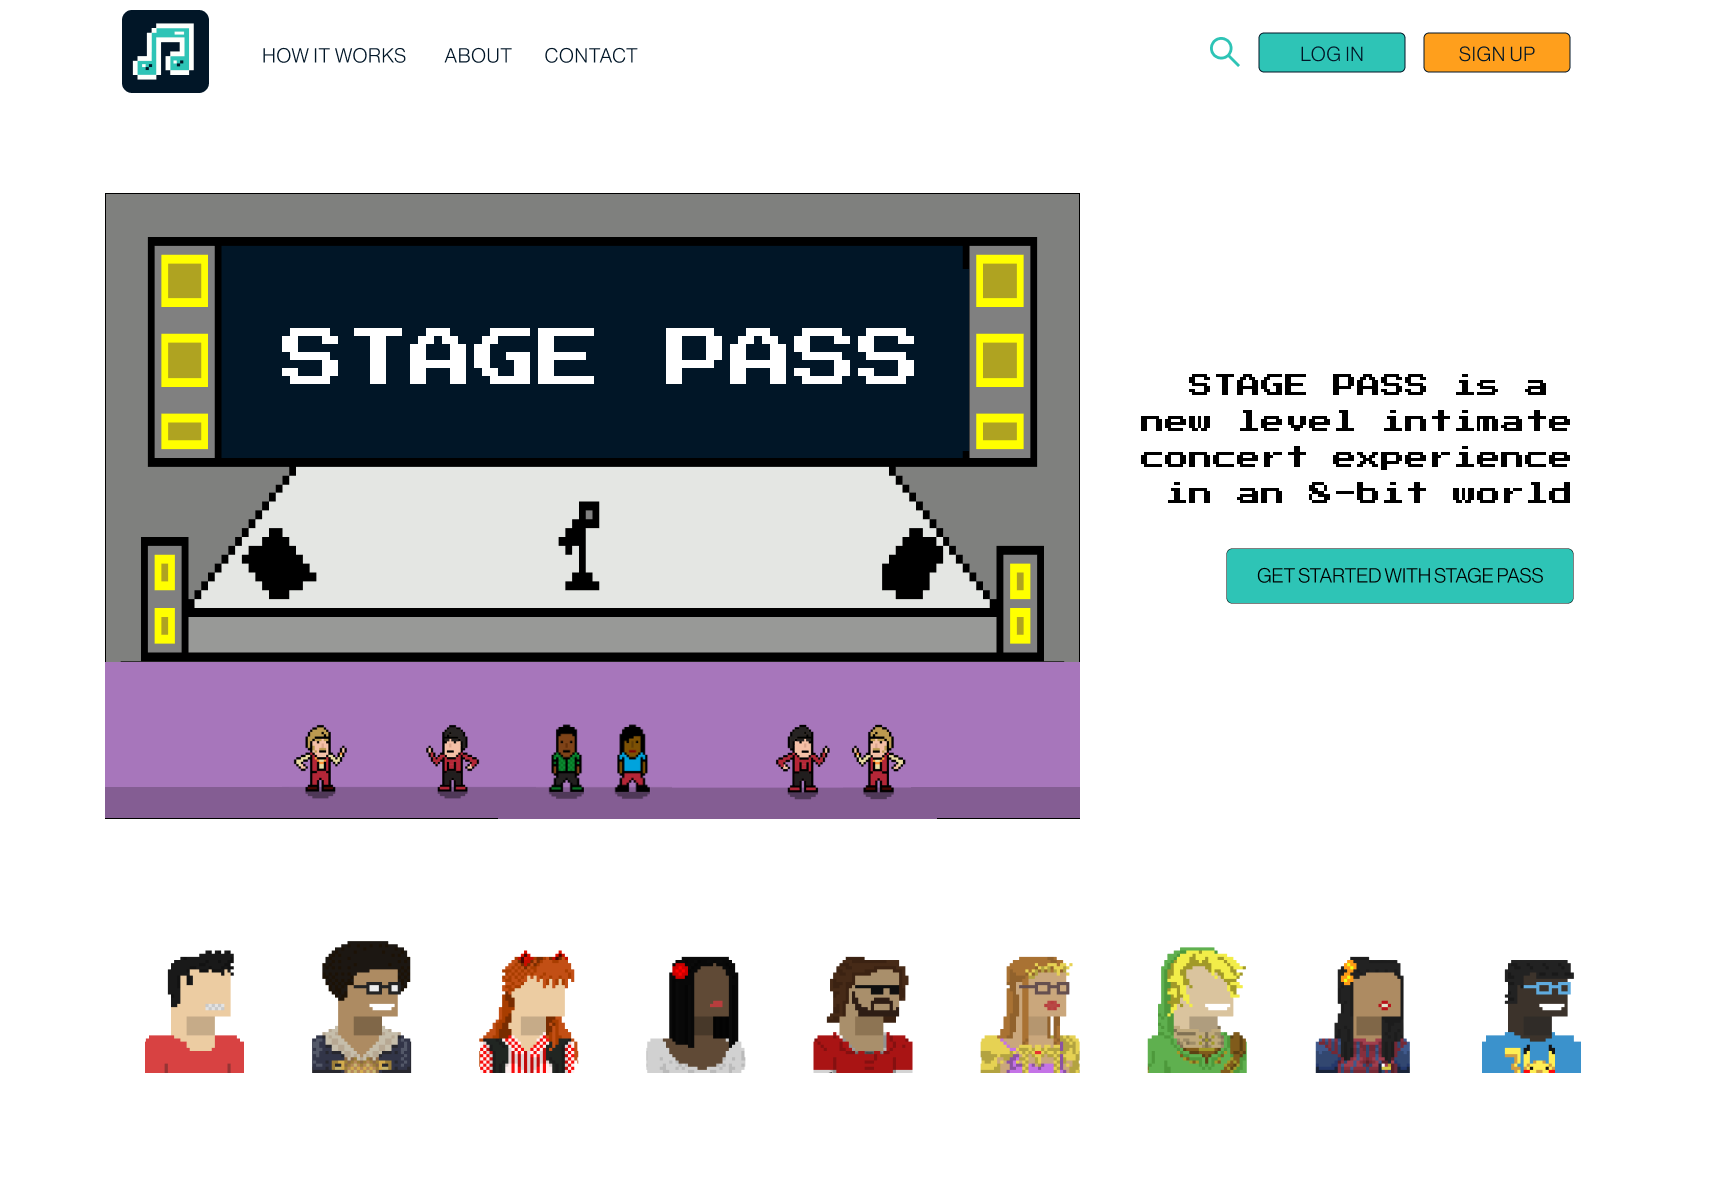 HOW IT WORKS ABOUT CONTACT LOG IN SIGN UP
STAGE PASS
STAGE PASS is a
new level intimate
concert experience
in an 8-bit world
GET STARTED WITH STAGE PASS